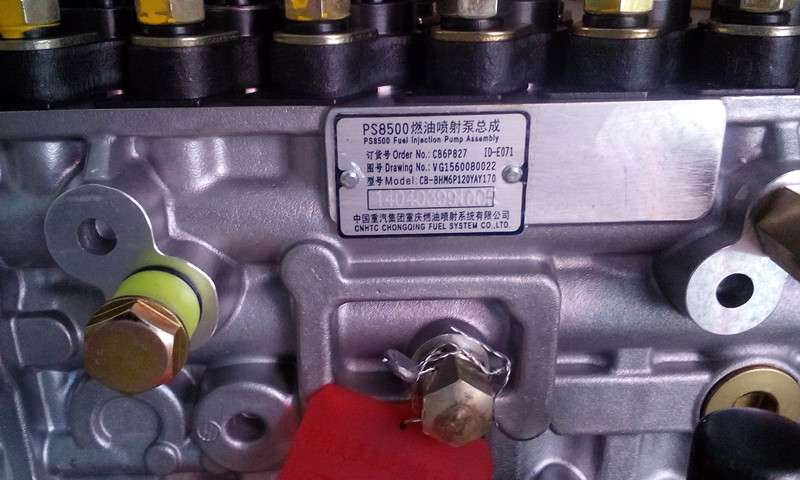 PS8500燃油喷射泵总成
PS8500 Fuel Injection Pump Assembly
订货号 Order No.: CB6P827 ID-E071
图号 Drawing No.: VG1560080022
型号 Model: CB-BHM6P120YAY170
中国重汽集团重庆燃油喷射系统有限公司
CNHTC CHONGQING FUEL SYSTEM CO.,LTD.